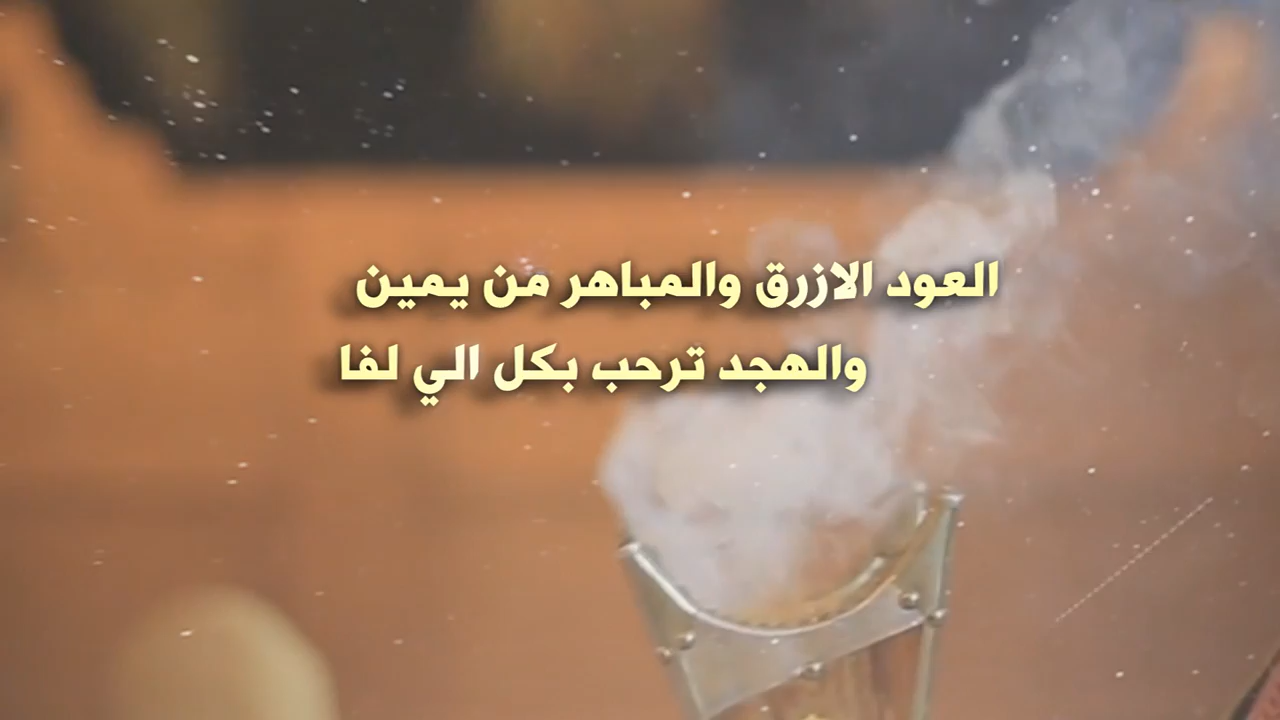 العود الازرق والمباهر من يمين
والهجد ترحب بكل الي لفا